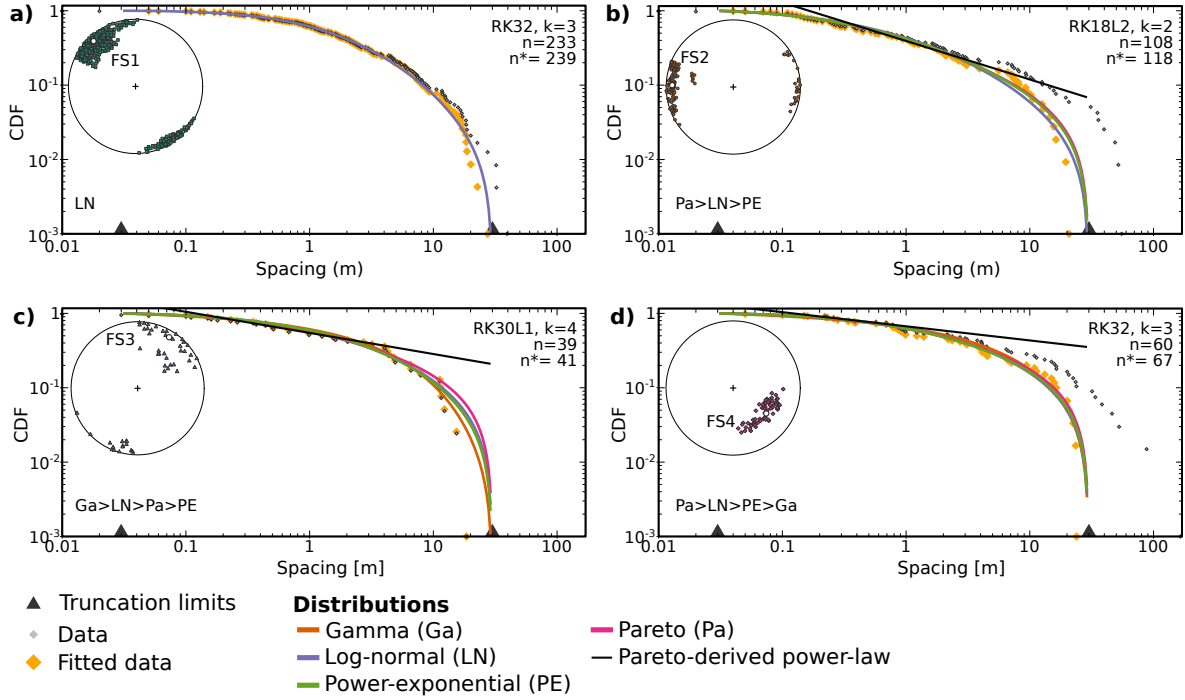 a)
RK32, k=3
n=233
n*= 239
FS1
LN
CDF
1
10-1
10-2
10-3
0.01
0.1
1
10
100
Spacing (m)
b)
RK18L2, k=2
n=108
n*= 118
FS2
Pa>LN>PE
CDF
1
10-1
10-2
10-3
0.01
0.1
1
10
100
Spacing (m)
c)
RK30L1, k=4
n=39
n*= 41
FS3
Ga>LN>Pa>PE
CDF
1
10-1
10-2
10-3
0.01
0.1
1
10
100
Spacing [m]
d)
RK32, k=3
n=60
n*= 67
FS4
Pa>LN>PE>Ga
CDF
1
10-1
10-2
10-3
0.01
0.1
1
10
100
Spacing [m]
Truncation limits
Data
Fitted data
Distributions
Gamma (Ga)
Log-normal (LN)
Power-exponential (PE)
Pareto (Pa)
Pareto-derived power-law